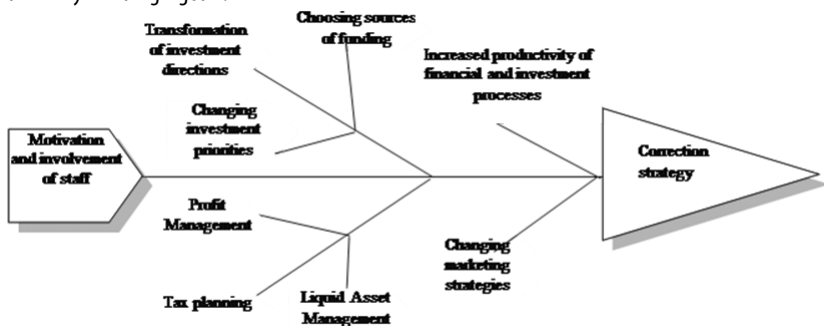 Choosing sources
of funding
Transformation
of investment
directions
Increased productivity of
financial and investment
processes
Changing
investment
priorities
Motivation
and involvement
of staff
Correction
strategy
Profit
Management
Changing
marketing
strategies
Tax planning
Liquid Asset
Management